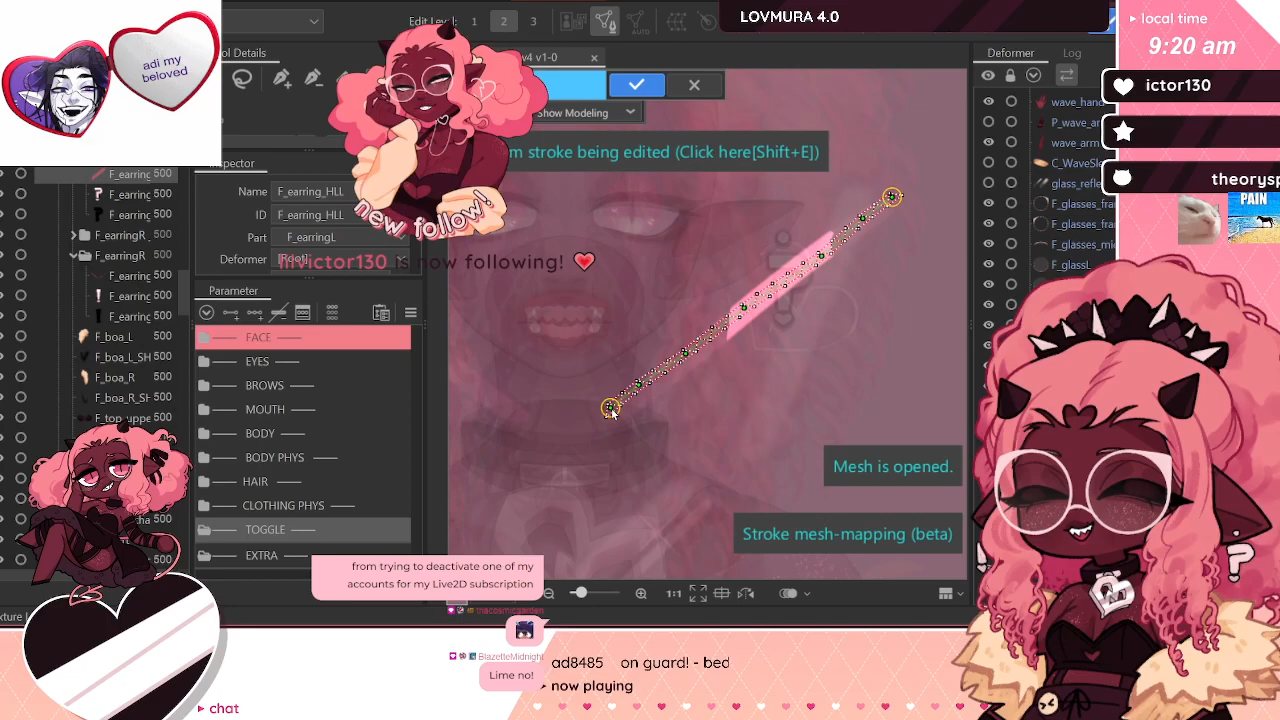 adi my
beloved
Edit Level: 1 2 3
LOVMURA 4.0
local time
9:20 am
ictor130
theorysp
PAIN
Tool Details
v4 v1-0
Deformer Log
Show Modeling
m stroke being edited (Click here[Shift+E])
Inspector
Name F_earring_HLL
ID F_earring_HLL
Part F_earringL
Deformer [Root]
new follow!
lilvictor130 is now following!
F_earring 500
F_earring 500
F_earring 500
F_earringR 500
F_earringR 500
F_earring 500
F_earring 500
F_earring 500
F_boa_L 500
F_boa_L_SH 500
F_boa_R 500
F_boa_R_SH 500
F_top_uppe 500
Parameter
FACE
EYES
BROWS
MOUTH
BODY
BODY PHYS
HAIR
CLOTHING PHYS
TOGGLE
EXTRA
wave_hand
P_wave_ar
wave_arm
C_WaveSle
glass_reflec
F_glasses_fra
F_glasses_fra
F_glasses_mi
F_glassL
Mesh is opened.
Stroke mesh-mapping (beta)
1:1
from trying to deactivate one of my
accounts for my Live2D subscription
BlazetteMidnight
Lime no!
ad8485 on guard! - bed
now playing
chat